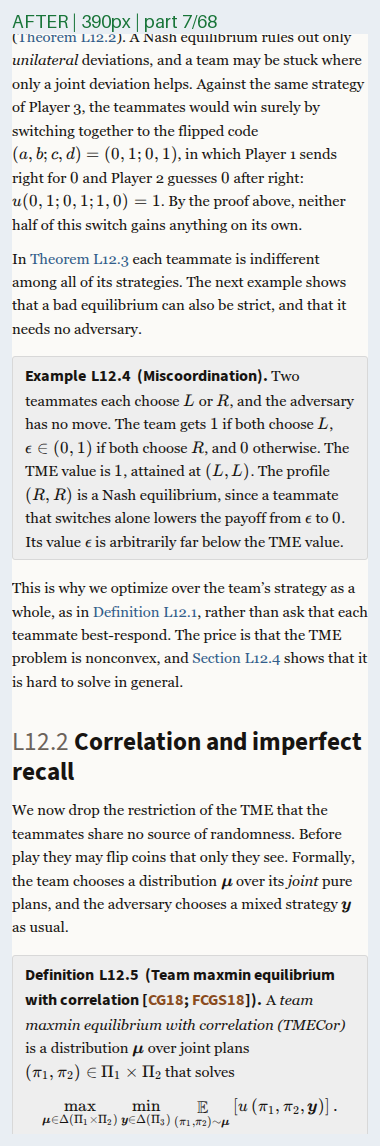 AFTER | 390px | part 7/68
(Theorem L12.2). A Nash equilibrium rules out only
unilateral deviations, and a team may be stuck where
only a joint deviation helps. Against the same strategy
of Player 3, the teammates would win surely by
switching together to the flipped code
(a, b; c, d) = (0, 1; 0, 1), in which Player 1 sends
right for 0 and Player 2 guesses 0 after right:
u(0, 1; 0, 1; 1, 0) = 1. By the proof above, neither
half of this switch gains anything on its own.
In Theorem L12.3 each teammate is indifferent
among all of its strategies. The next example shows
that a bad equilibrium can also be strict, and that it
needs no adversary.
Example L12.4 (Miscoordination). Two
teammates each choose L or R, and the adversary
has no move. The team gets 1 if both choose L,
ϵ ∈ (0, 1) if both choose R, and 0 otherwise. The
TME value is 1, attained at (L, L). The profile
(R, R) is a Nash equilibrium, since a teammate
that switches alone lowers the payoff from ϵ to 0.
Its value ϵ is arbitrarily far below the TME value.
This is why we optimize over the team's strategy as a
whole, as in Definition L12.1, rather than ask that each
teammate best-respond. The price is that the TME
problem is nonconvex, and Section L12.4 shows that it
is hard to solve in general.
L12.2 Correlation and imperfect
recall
We now drop the restriction of the TME that the
teammates share no source of randomness. Before
play they may flip coins that only they see. Formally,
the team chooses a distribution μ over its joint pure
plans, and the adversary chooses a mixed strategy y
as usual.
Definition L12.5 (Team maxmin equilibrium
with correlation [CG18; FCGS18]). A team
maxmin equilibrium with correlation (TMECor)
is a distribution μ over joint plans
(π₁, π₂) ∈ Π₁ × Π₂ that solves
max min 𝔼 [u (π₁, π₂, y)] .
μ∈Δ(Π₁×Π₂) y∈Δ(Π₃) (π₁,π₂)∼μ